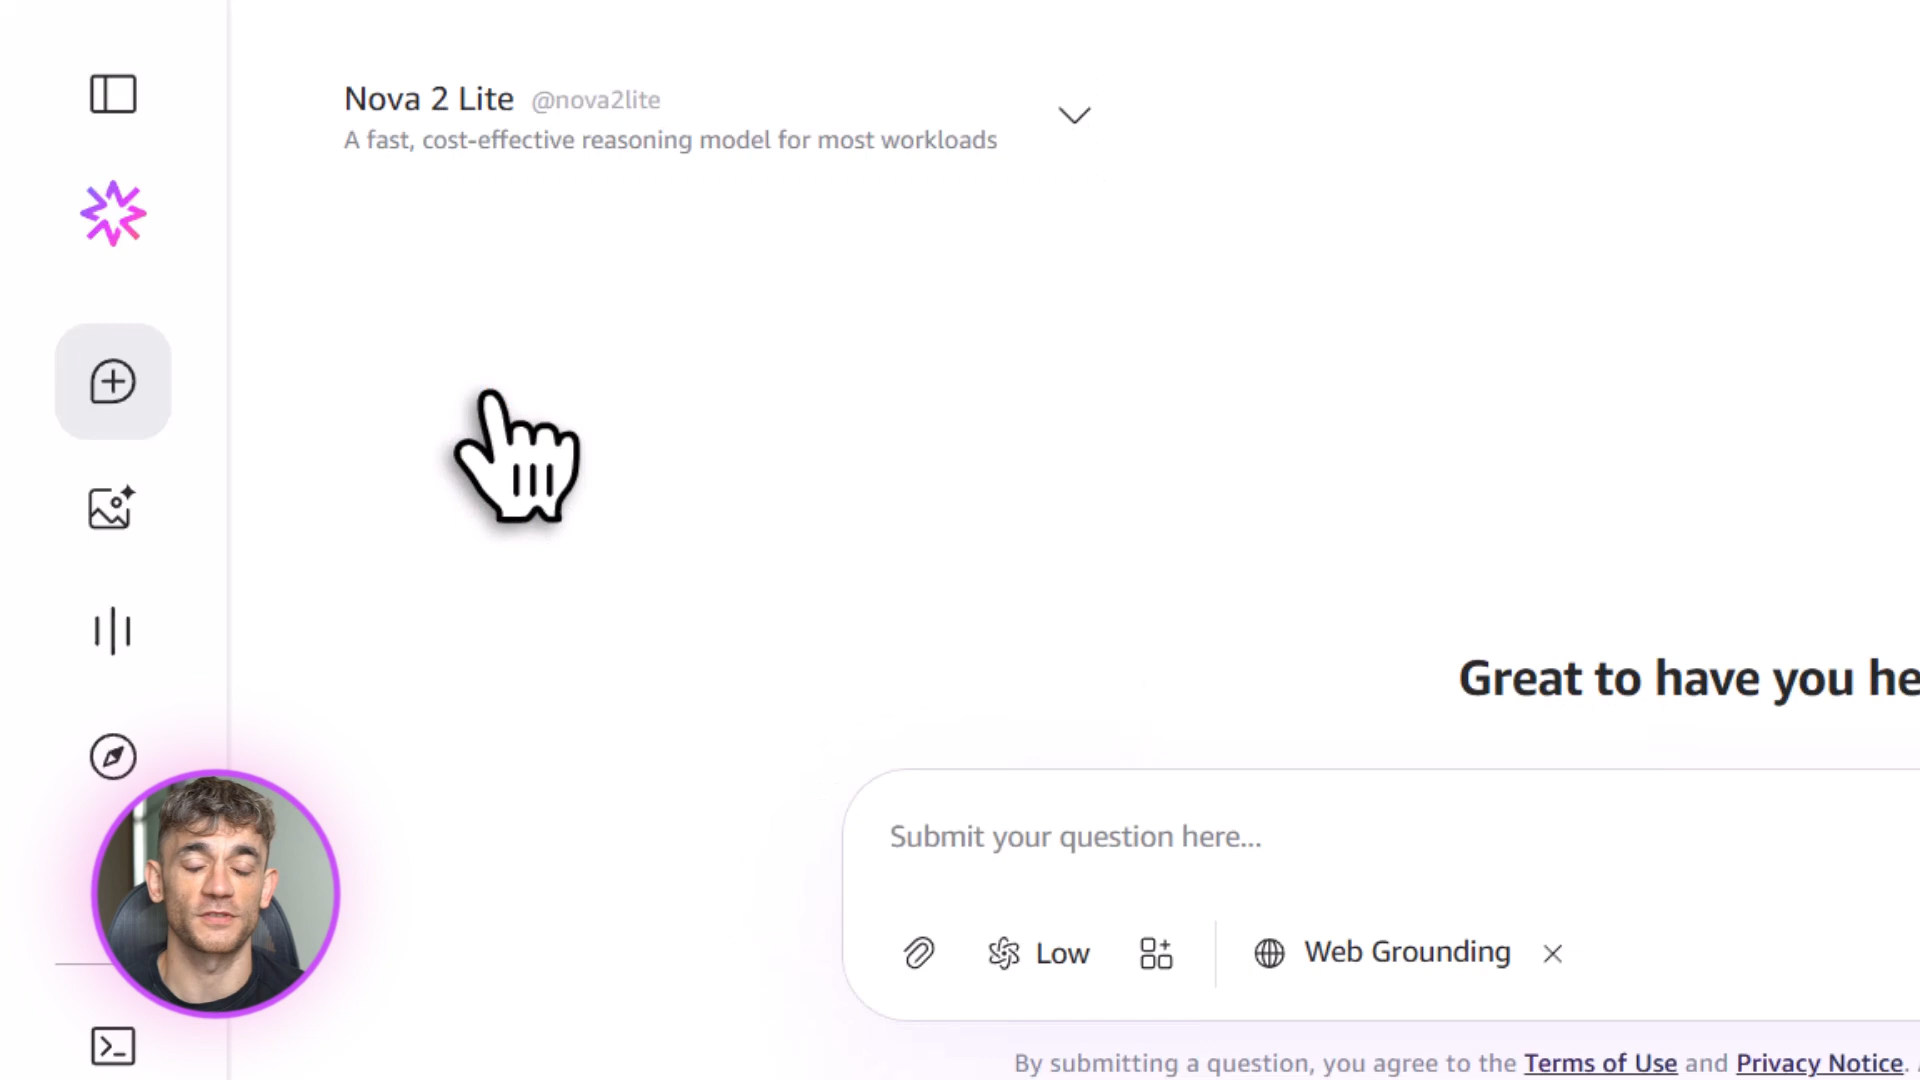 Nova 2 Lite @nova2lite
A fast, cost-effective reasoning model for most workloads
Great to have you he
Submit your question here...
Low
Web Grounding
By submitting a question, you agree to the Terms of Use and Privacy Notice.